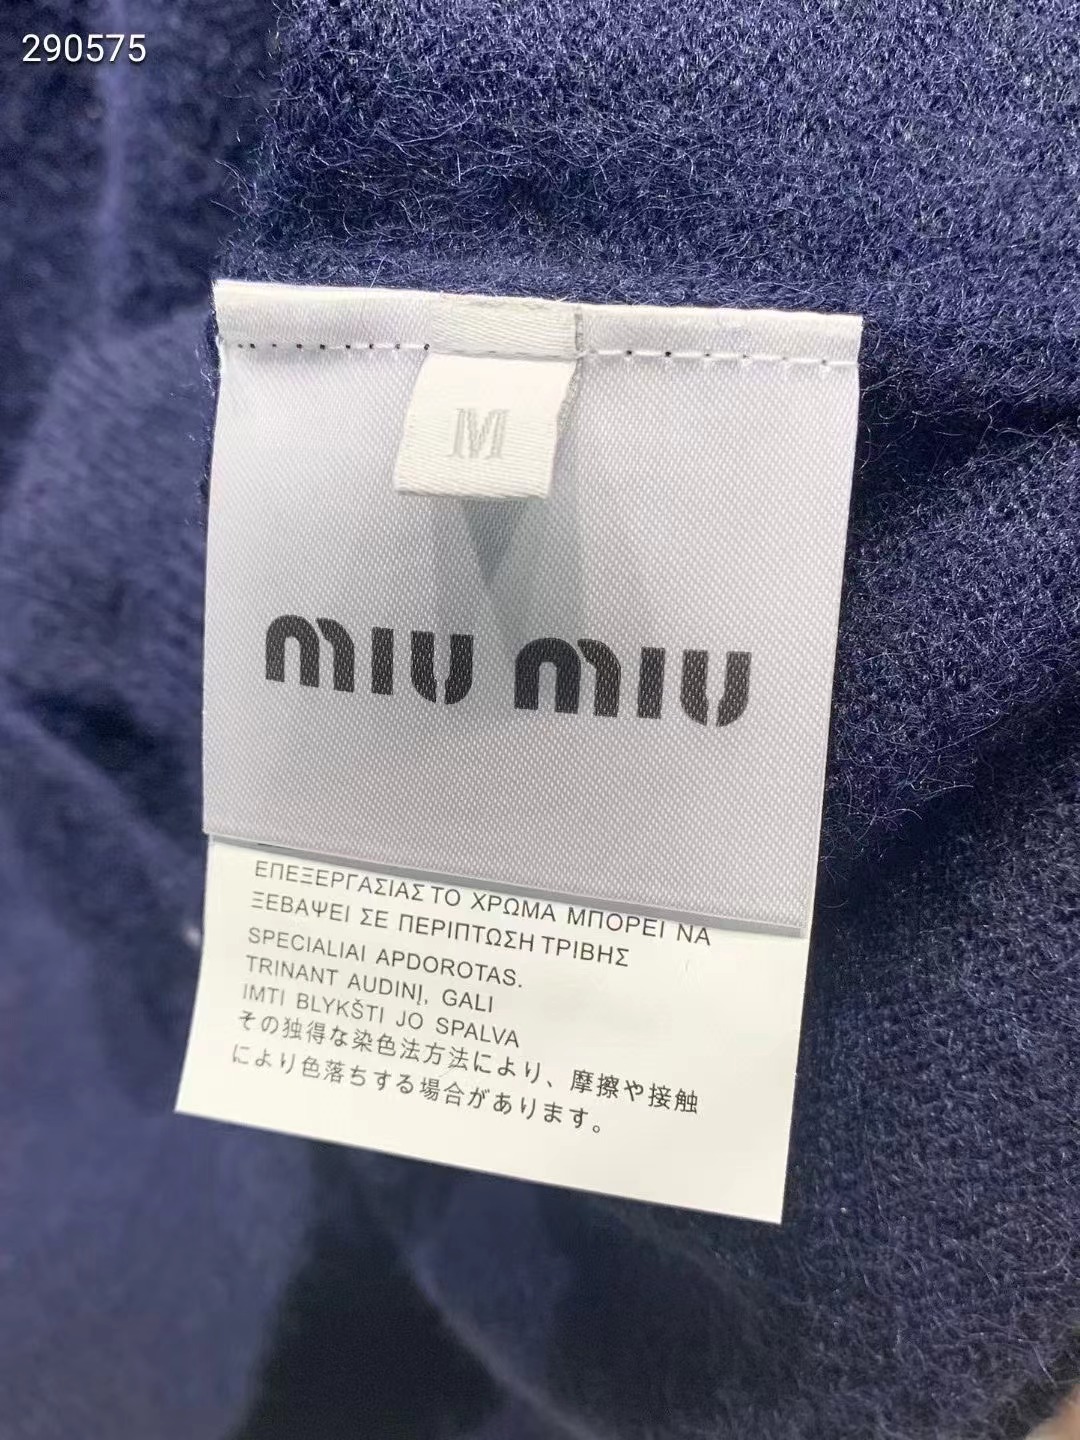 290575
M
MIU MIU
ΕΠΕΞΕΡΓΑΣΙΑΣ ΤΟ ΧΡΩΜΑ ΜΠΟΡΕΙ ΝΑ
ΞΕΒΑΨΕΙ ΣΕ ΠΕΡΙΠΤΩΣΗ ΤΡΙΒΗΣ
SPECIALIAI APDOROTAS.
TRINANT AUDINĮ, GALI
IMTI BLYKŠTI JO SPALVA
その独得な染色法方法により、摩擦や接触
により色落ちする場合があります。